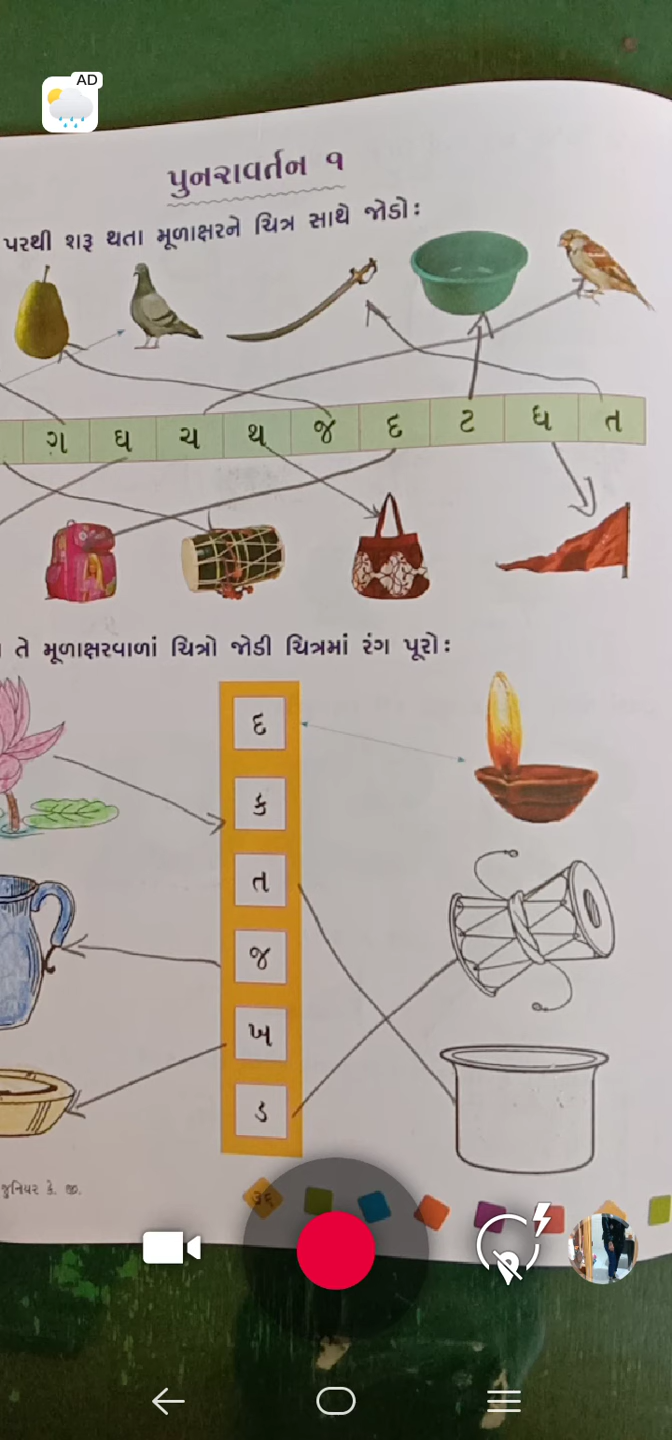 AD
પુનરાવર્તન ૧
પરથી શરૂ થતા મૂળાક્ષરને ચિત્ર સાથે જોડો :
ગ ઘ ચ થ જ દ ટ ધ ત
તે મૂળાક્ષરવાળાં ચિત્રો જોડી ચિત્રમાં રંગ પૂરો :
દ
ક
ત
જ
ખ
ડ
જુનિયર કે. જી.
૩૬